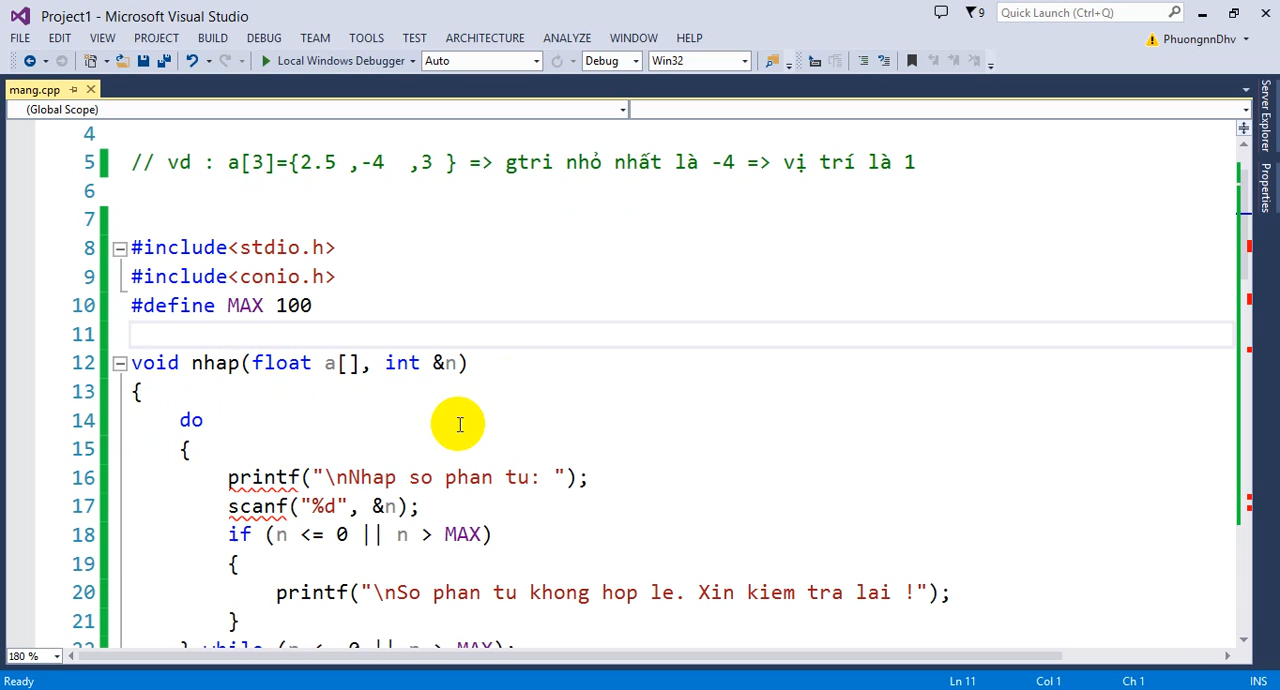 Project1 - Microsoft Visual Studio
9
Quick Launch (Ctrl+Q)
FILE EDIT VIEW PROJECT BUILD DEBUG TEAM TOOLS TEST ARCHITECTURE ANALYZE WINDOW HELP
PhuongnnDhv
Local Windows Debugger Auto Debug Win32
mang.cpp
(Global Scope)
Server Explorer
Properties
4
5 // vd : a[3]={2.5 ,-4  ,3 } => gtri nhỏ nhất là -4 => vị trí là 1
6
7
8 #include<stdio.h>
9 #include<conio.h>
10 #define MAX 100
11
12 void nhap(float a[], int &n)
13 {
14 do
15 {
16 printf("\nNhap so phan tu: ");
17 scanf("%d", &n);
18 if (n <= 0 || n > MAX)
19 {
20 printf("\nSo phan tu khong hop le. Xin kiem tra lai !");
21 }
22 } while (n <= 0 || n > MAX);
180 %
Ready Ln 11 Col 1 Ch 1 INS